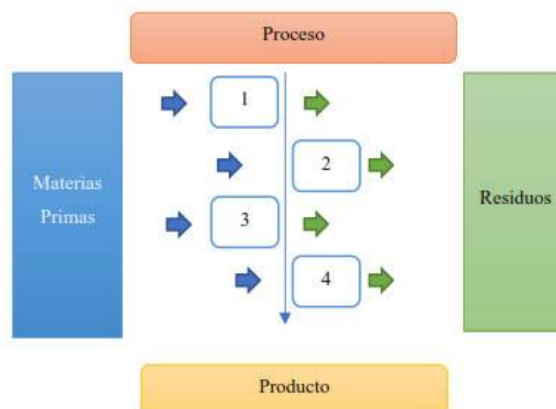 Proceso
1
2
Materias
Primas
Residuos
3
4
Producto